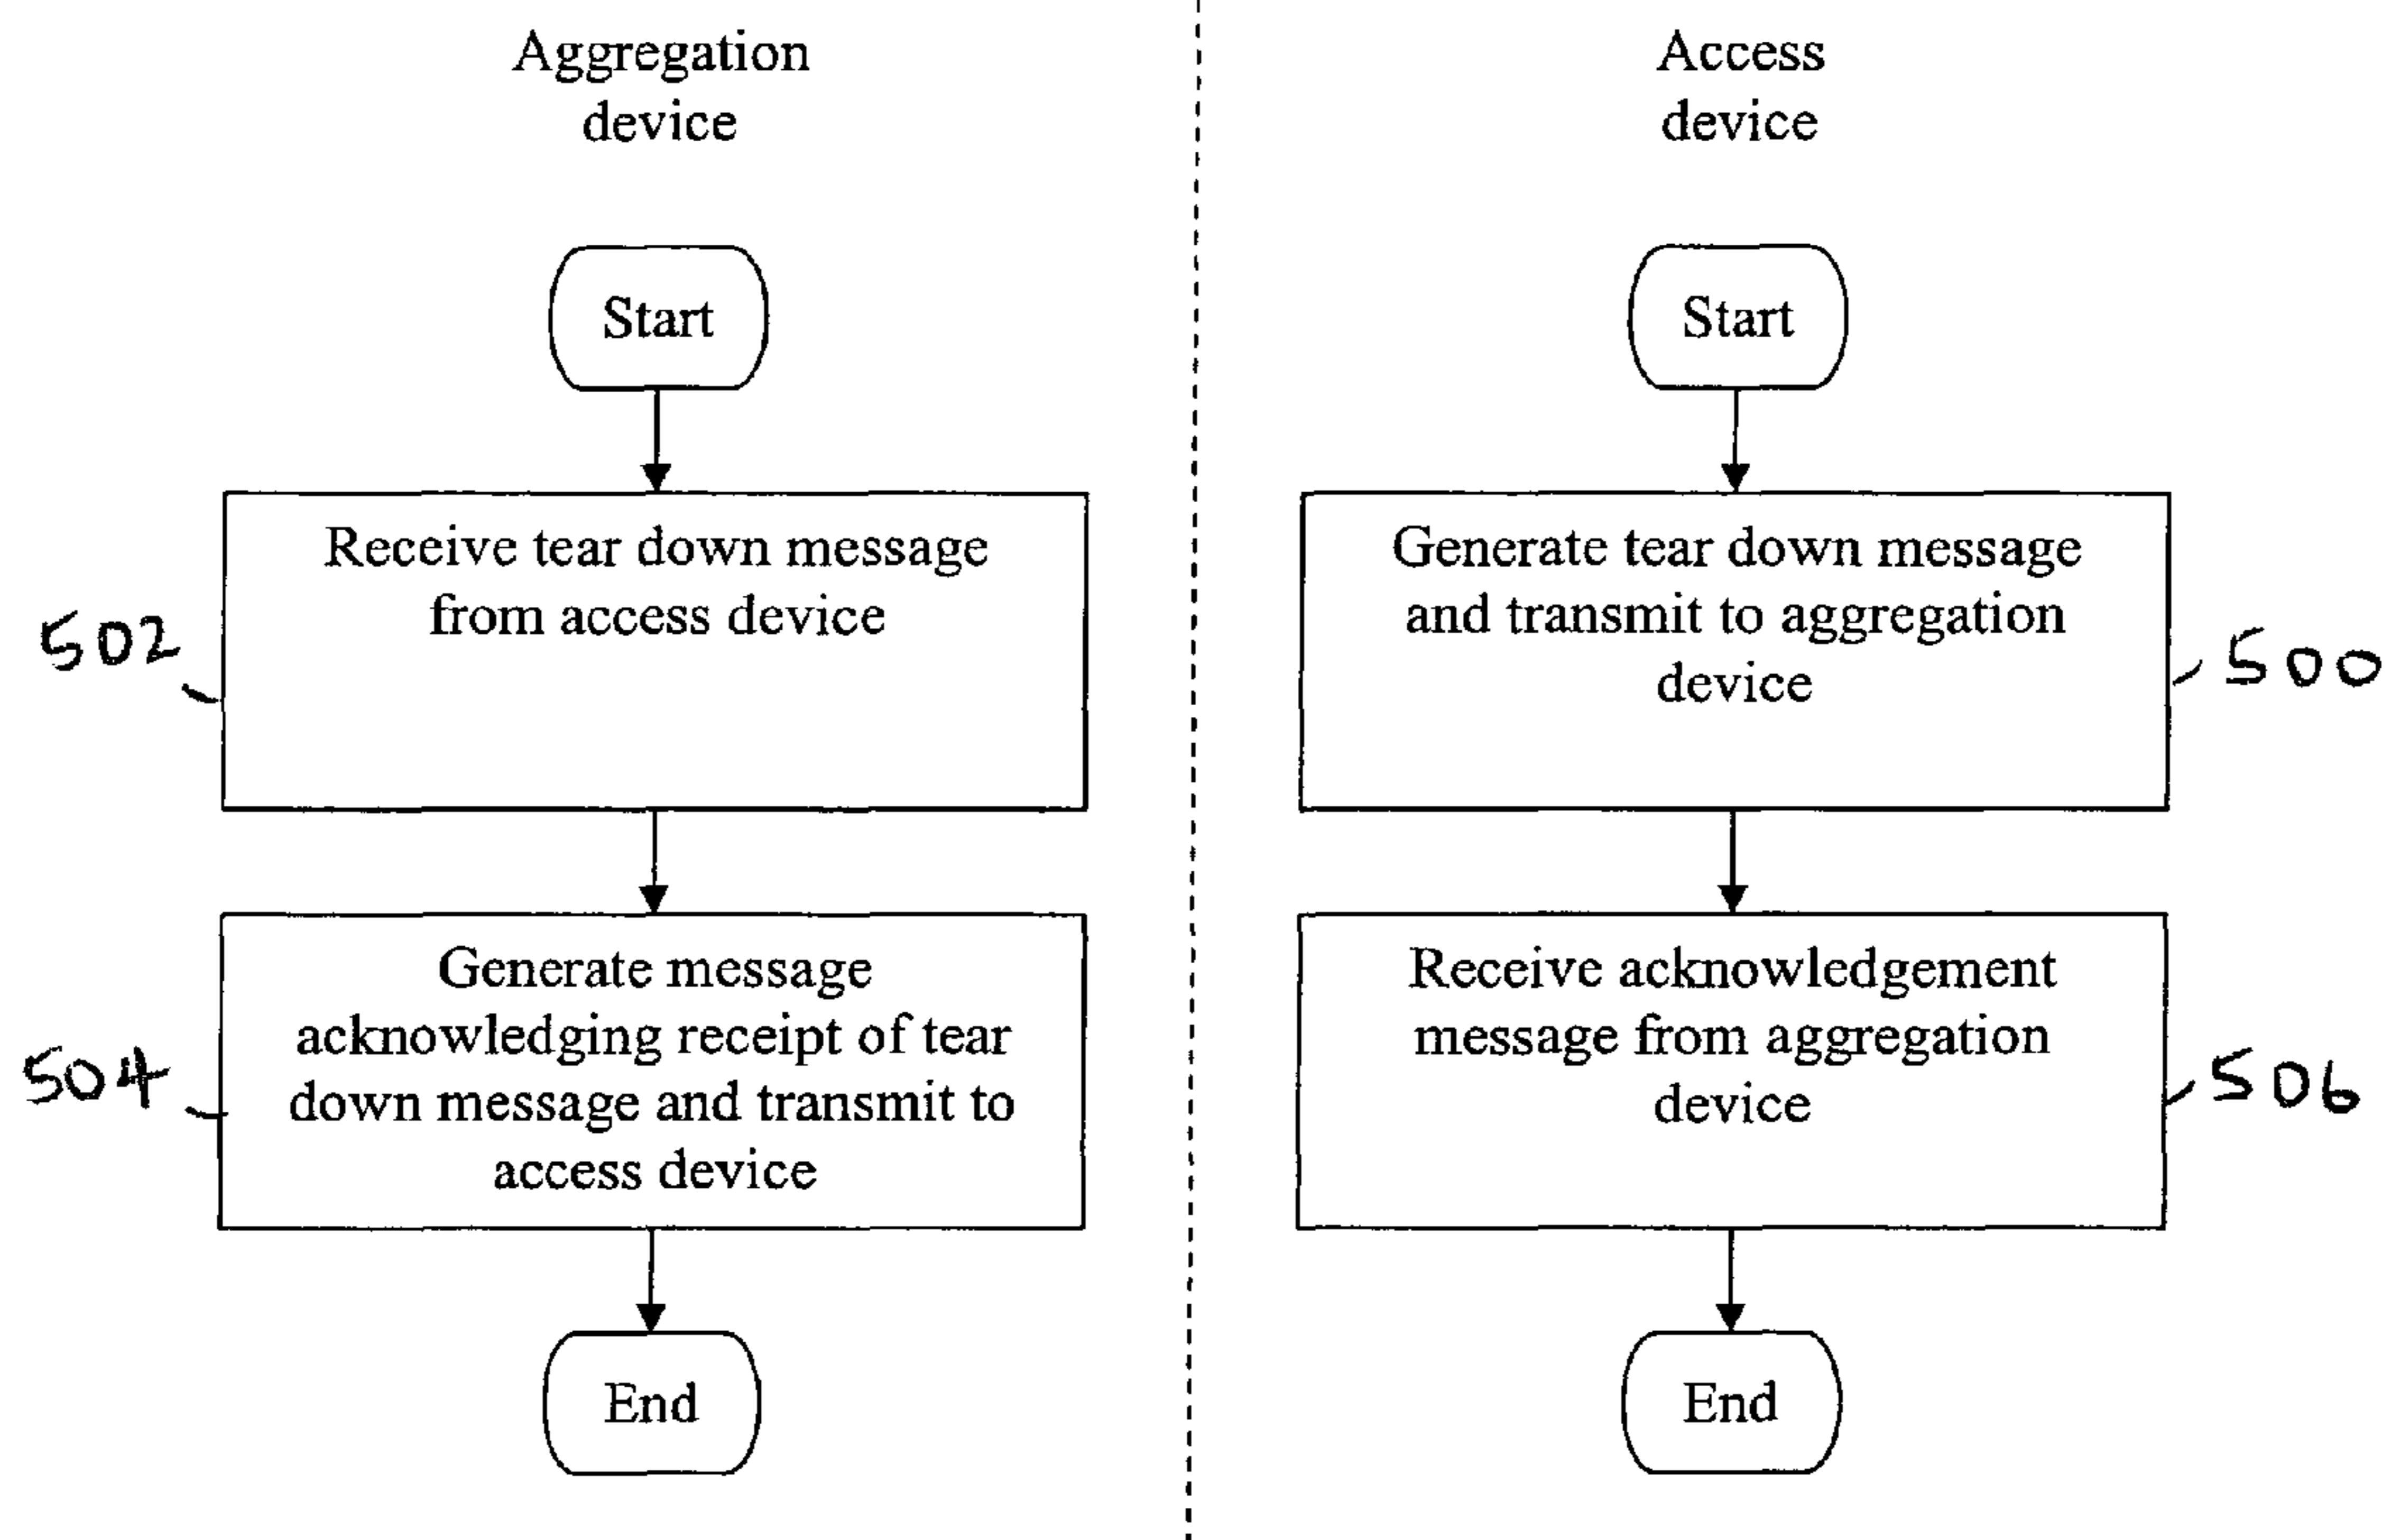 Aggregation
device
Start
Receive tear down message
from access device
502
Generate message
acknowledging receipt of tear
down message and transmit to
access device
504
End
Access
device
Start
Generate tear down message
and transmit to aggregation
device
500
Receive acknowledgement
message from aggregation
device
506
End